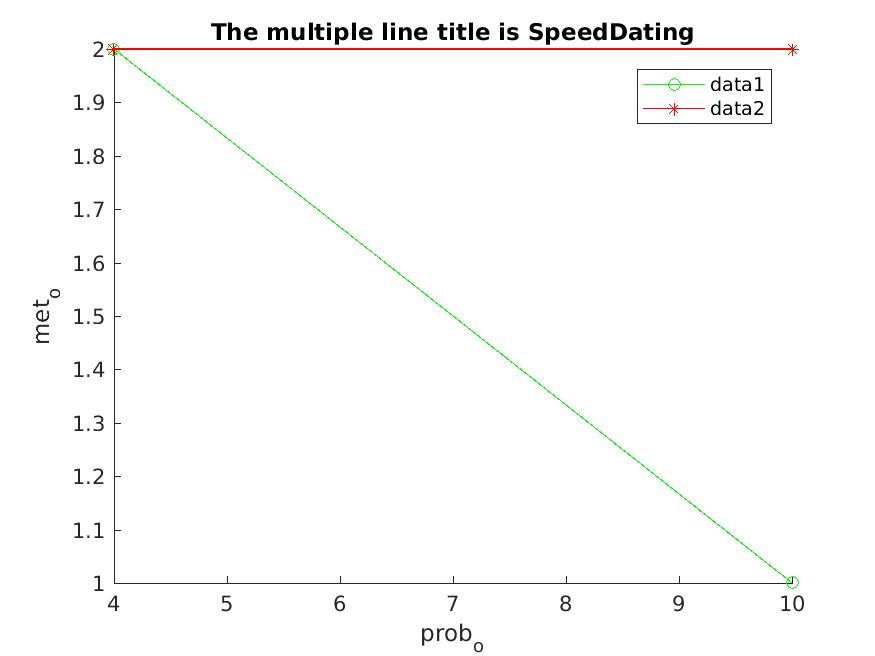 The multiple line title is SpeedDating
data1
data2
2
1.9
1.8
1.7
1.6
1.5
1.4
1.3
1.2
1.1
1
met_o
4 5 6 7 8 9 10
prob_o